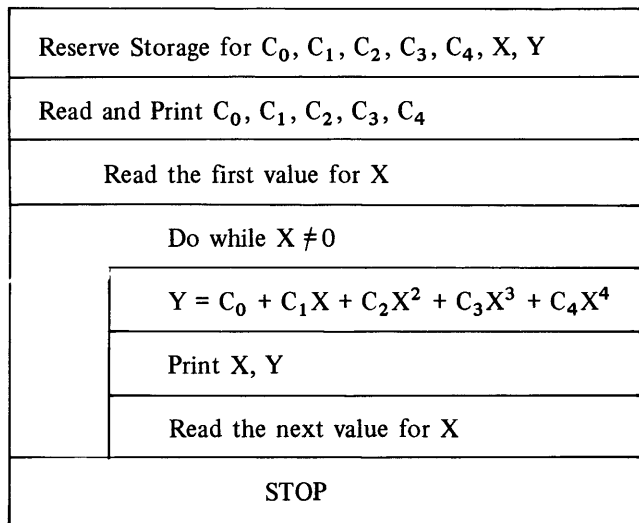 Reserve Storage for C₀, C₁, C₂, C₃, C₄, X, Y
Read and Print C₀, C₁, C₂, C₃, C₄
Read the first value for X
Do while X ≠ 0
Y = C₀ + C₁X + C₂X² + C₃X³ + C₄X⁴
Print X, Y
Read the next value for X
STOP